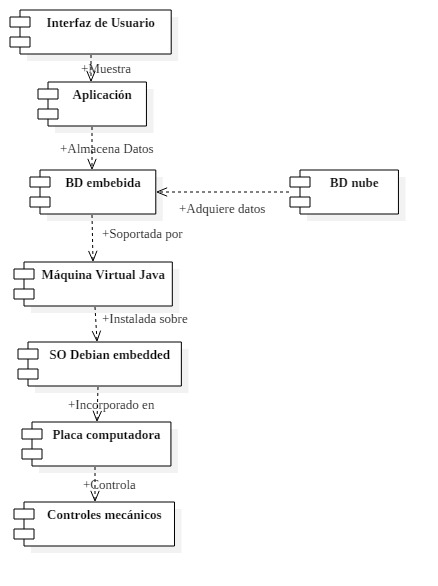 Interfaz de Usuario
+Muestra
Aplicación
+Almacena Datos
BD embebida
BD nube
+Adquiere datos
+Soportada por
Máquina Virtual Java
+Instalada sobre
SO Debian embedded
+Incorporado en
Placa computadora
+Controla
Controles mecánicos